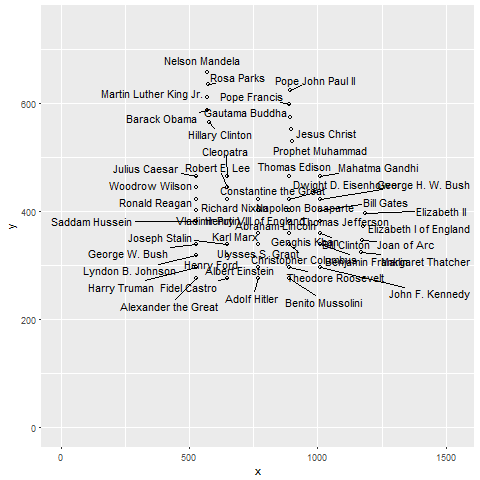 Nelson Mandela
Rosa Parks
Pope John Paul II
Martin Luther King Jr.
Pope Francis
600
Barack Obama
Gautama Buddha
Hillary Clinton
Jesus Christ
Cleopatra
Prophet Muhammad
Julius Caesar
Robert E. Lee
Thomas Edison
Mahatma Gandhi
Woodrow Wilson
Constantine the Great
Dwight D. Eisenhower
George H. W. Bush
Ronald Reagan
Richard Nixon
Napoleon Bonaparte
Bill Gates
400
Elizabeth II
Saddam Hussein
Vladimir Putin
Henry VIII of England
Thomas Jefferson
Abraham Lincoln
Elizabeth I of England
y
Joseph Stalin
Karl Marx
Genghis Khan
Bill Clinton
Joan of Arc
George W. Bush
Ulysses S. Grant
Christopher Columbus
Benjamin Franklin
Margaret Thatcher
Lyndon B. Johnson
Henry Ford
Albert Einstein
Theodore Roosevelt
Harry Truman
Fidel Castro
John F. Kennedy
Adolf Hitler
Benito Mussolini
Alexander the Great
200
0
0
500
1000
1500
x